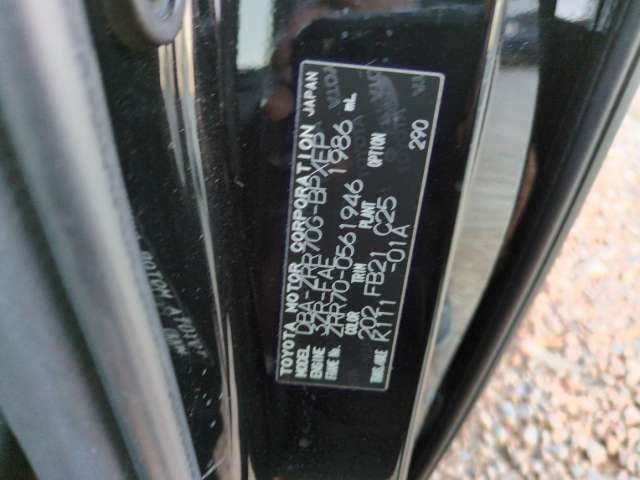 TOYOTA MOTOR CORPORATION JAPAN
MODEL DBA-ZRR70G-BPXEP
ENGINE 3ZR-FAE 1986 mL
FRAME No. ZRR70-0561946
COLOR TRIM PLANT OPTION
202 FB21 C25 290
TRANS./AXLE K111 -01A